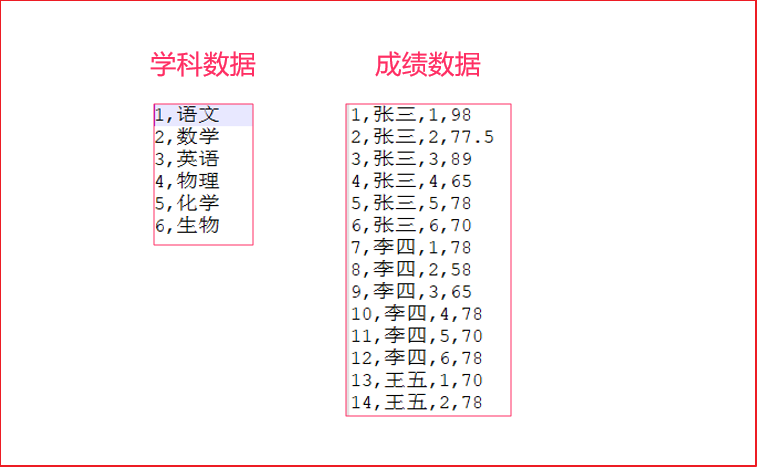 学科数据
1,语文
2,数学
3,英语
4,物理
5,化学
6,生物
成绩数据
1,张三,1,98
2,张三,2,77.5
3,张三,3,89
4,张三,4,65
5,张三,5,78
6,张三,6,70
7,李四,1,78
8,李四,2,58
9,李四,3,65
10,李四,4,78
11,李四,5,70
12,李四,6,78
13,王五,1,70
14,王五,2,78